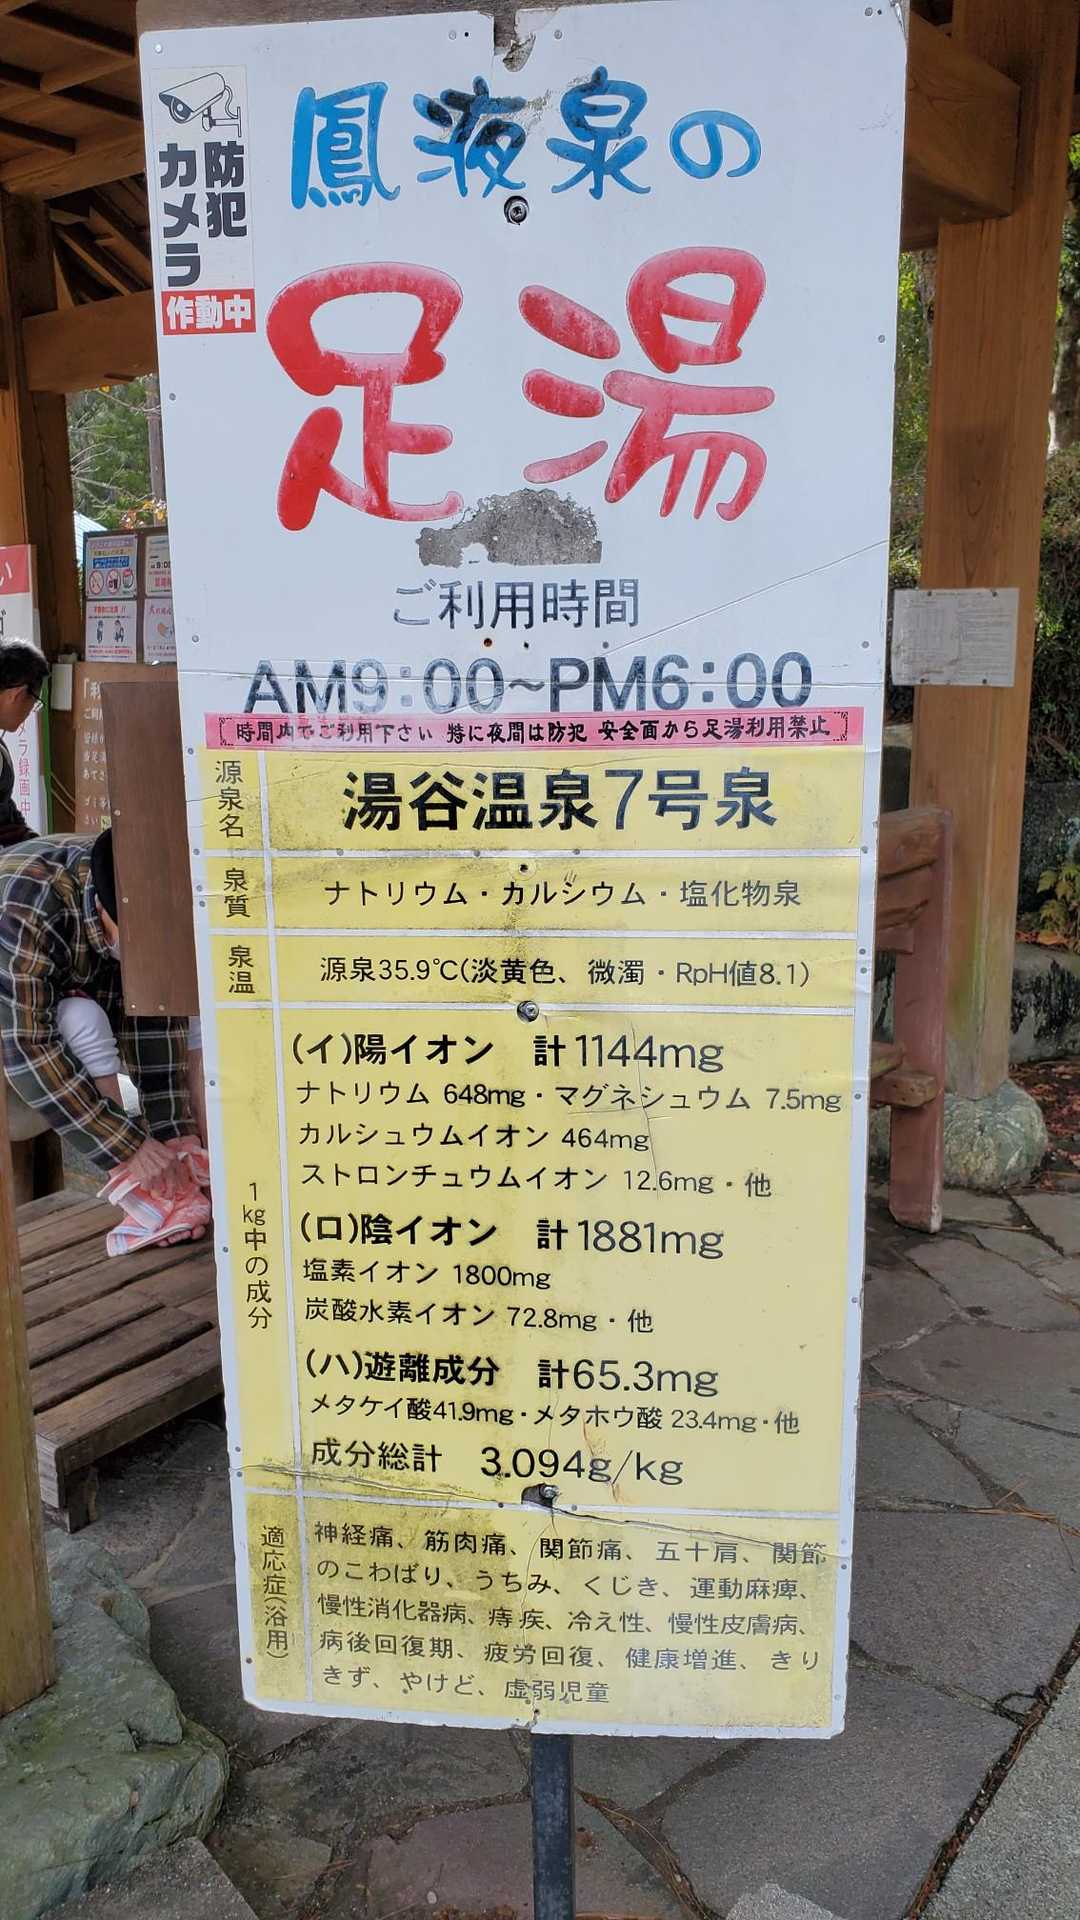 防犯
カメラ
作動中
鳳液泉の
足湯
ご利用時間
AM9:00~PM6:00
時間内でご利用下さい 特に夜間は防犯 安全面から足湯利用禁止
源泉名
湯谷温泉7号泉
泉質
ナトリウム・カルシウム・塩化物泉
泉温
源泉35.9℃(淡黄色、微濁・RpH値8.1)
1kg中の成分
(イ)陽イオン 計1144mg
ナトリウム 648mg・マグネシュウム 7.5mg
カルシュウムイオン 464mg
ストロンチュウムイオン 12.6mg・他
(ロ)陰イオン 計1881mg
塩素イオン 1800mg
炭酸水素イオン 72.8mg・他
(ハ)遊離成分 計65.3mg
メタケイ酸41.9mg・メタホウ酸 23.4mg・他
成分総計 3.094g/kg
適応症(浴用)
神経痛、筋肉痛、関節痛、五十肩、関節
のこわばり、うちみ、くじき、運動麻痺、
慢性消化器病、痔疾、冷え性、慢性皮膚病、
病後回復期、疲労回復、健康増進、きり
きず、やけど、虚弱児童